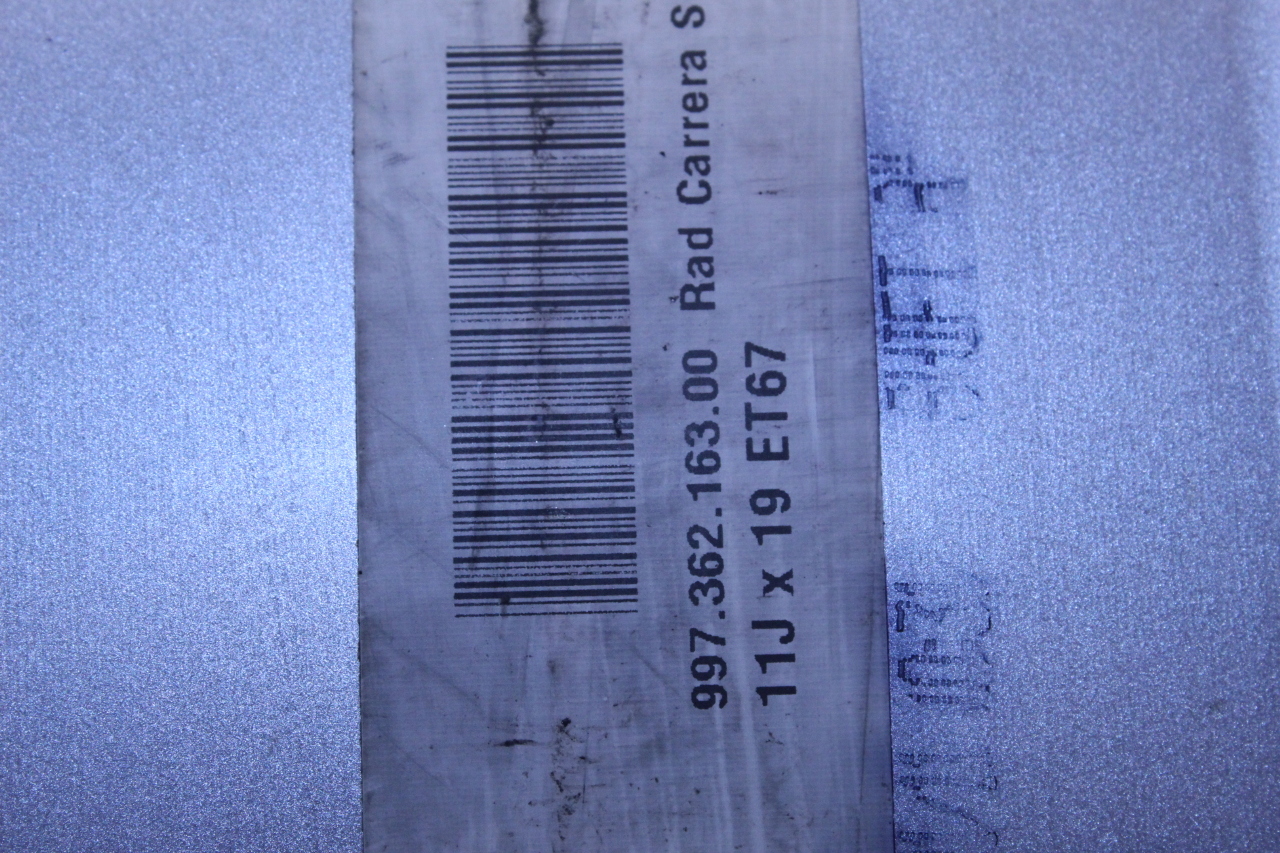 997.362.163.00 Rad Carrera S
11J x 19 ET67